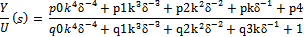 Y/U (s) = (p0k⁴δ⁻⁴ + p1k³δ⁻³ + p2k²δ⁻² + pkδ⁻¹ + p4) / (q0k⁴δ⁻⁴ + q1k³δ⁻³ + q2k²δ⁻² + q3kδ⁻¹ + 1)